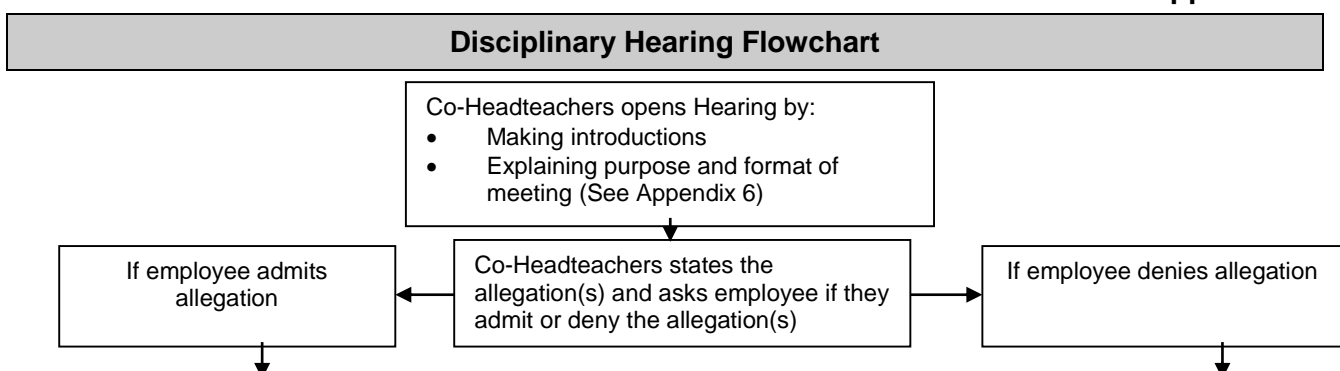 Disciplinary Hearing Flowchart
Co-Headteachers opens Hearing by:
• Making introductions
• Explaining purpose and format of
meeting (See Appendix 6)
If employee admits
allegation
Co-Headteachers states the
allegation(s) and asks employee if they
admit or deny the allegation(s)
If employee denies allegation